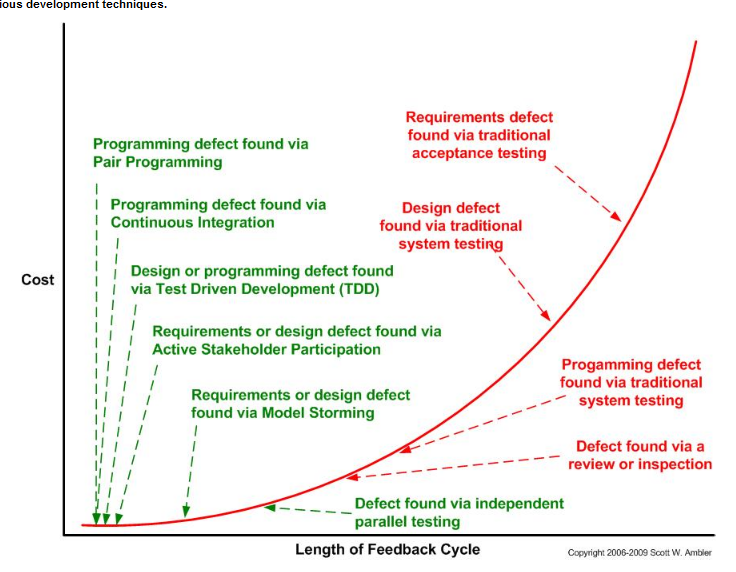 ious development techniques.
Requirements defect
found via traditional
acceptance testing
Programming defect found via
Pair Programming
Programming defect found via
Continuous Integration
Design defect
found via traditional
system testing
Design or programming defect found
via Test Driven Development (TDD)
Cost
Requirements or design defect found via
Active Stakeholder Participation
Progamming defect
found via traditional
system testing
Requirements or design defect
found via Model Storming
Defect found via a
review or inspection
Defect found via independent
parallel testing
Length of Feedback Cycle
Copyright 2006-2009 Scott W. Ambler